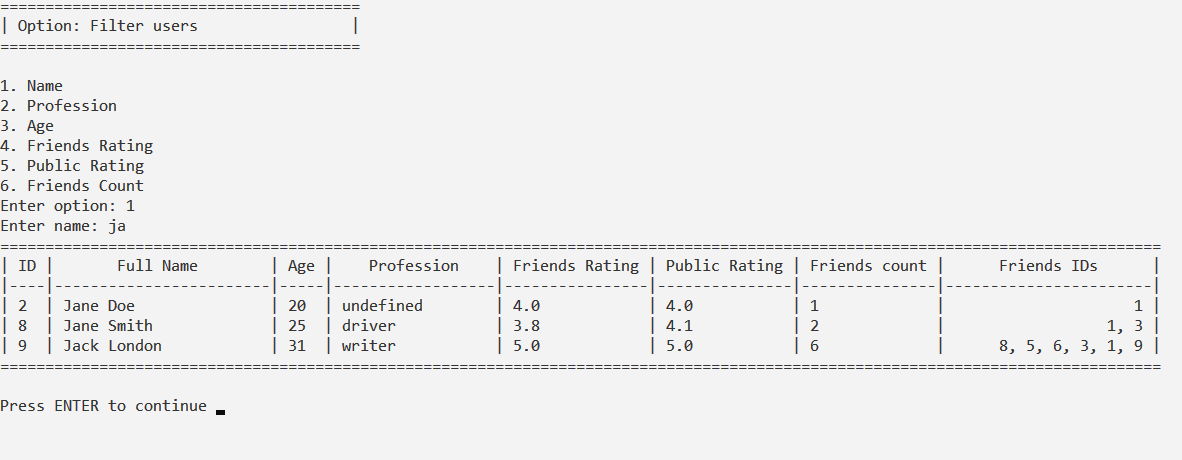 ========================================
| Option: Filter users                 |
========================================
1. Name
2. Profession
3. Age
4. Friends Rating
5. Public Rating
6. Friends Count
Enter option: 1
Enter name: ja
=================================================================================================================================
| ID |       Full Name        | Age |    Profession    | Friends Rating | Public Rating | Friends count |      Friends IDs      |
|----|------------------------|-----|------------------|----------------|---------------|---------------|-----------------------|
| 2  | Jane Doe               | 20  | undefined        | 4.0            | 4.0           | 1             |                     1 |
| 8  | Jane Smith             | 25  | driver           | 3.8            | 4.1           | 2             |                  1, 3 |
| 9  | Jack London            | 31  | writer           | 5.0            | 5.0           | 6             |      8, 5, 6, 3, 1, 9 |
=================================================================================================================================
Press ENTER to continue